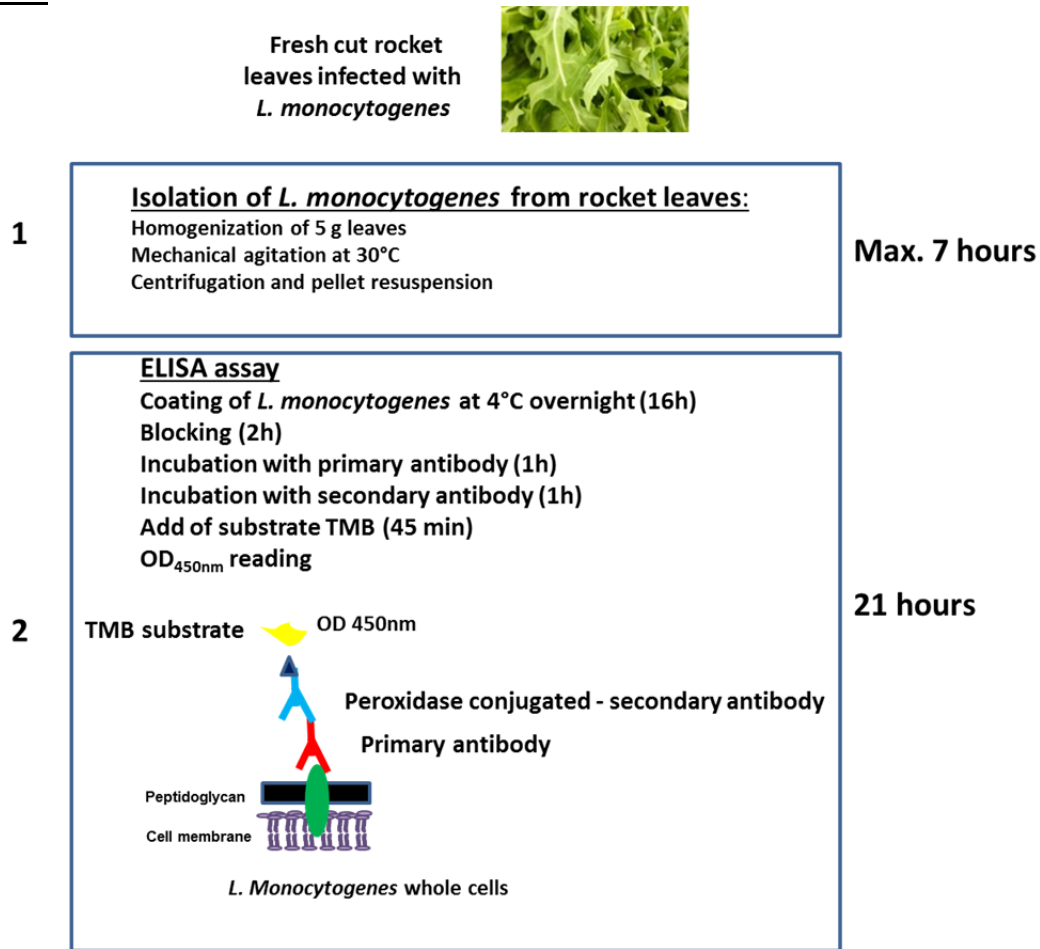 Fresh cut rocket
leaves infected with
L. monocytogenes
1
Isolation of L. monocytogenes from rocket leaves:
Homogenization of 5 g leaves
Mechanical agitation at 30°C
Centrifugation and pellet resuspension
Max. 7 hours
2
ELISA assay
Coating of L. monocytogenes at 4°C overnight (16h)
Blocking (2h)
Incubation with primary antibody (1h)
Incubation with secondary antibody (1h)
Add of substrate TMB (45 min)
OD450nm reading
21 hours
TMB substrate
OD 450nm
Peroxidase conjugated - secondary antibody
Primary antibody
Peptidoglycan
Cell membrane
L. Monocytogenes whole cells